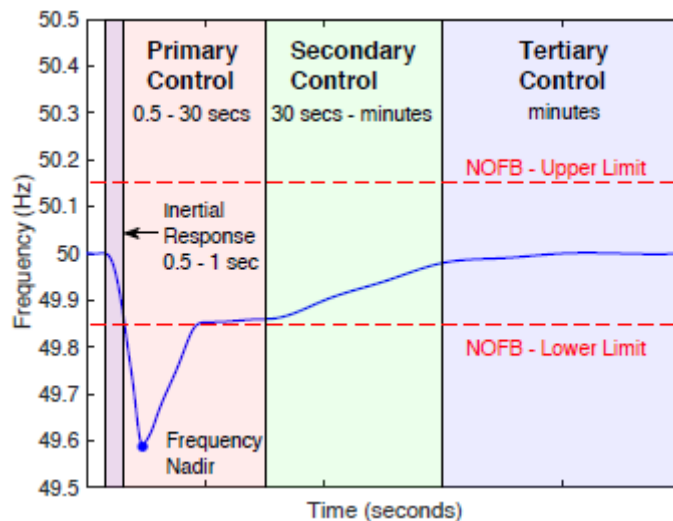 50.5
50.4
50.3
50.2
50.1
50
49.9
49.8
49.7
49.6
49.5
Frequency (Hz)
Primary
Control
0.5 - 30 secs
Secondary
Control
30 secs - minutes
Tertiary
Control
minutes
NOFB - Upper Limit
Inertial
Response
0.5 - 1 sec
NOFB - Lower Limit
Frequency
Nadir
Time (seconds)